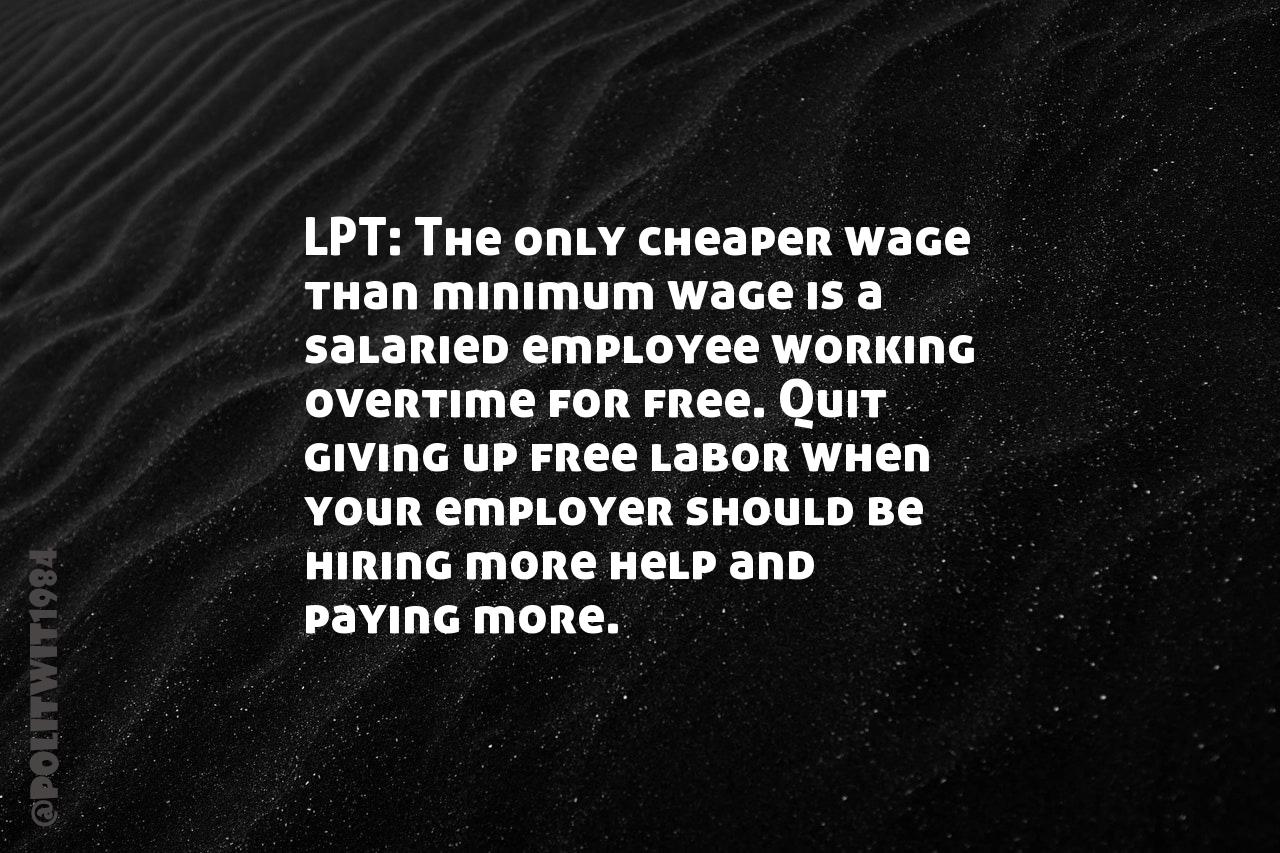 LPT: The only cheaper wage
than minimum wage is a
salaried employee working
overtime for free. Quit
giving up free labor when
your employer should be
hiring more help and
paying more.
@POLITWIT1984